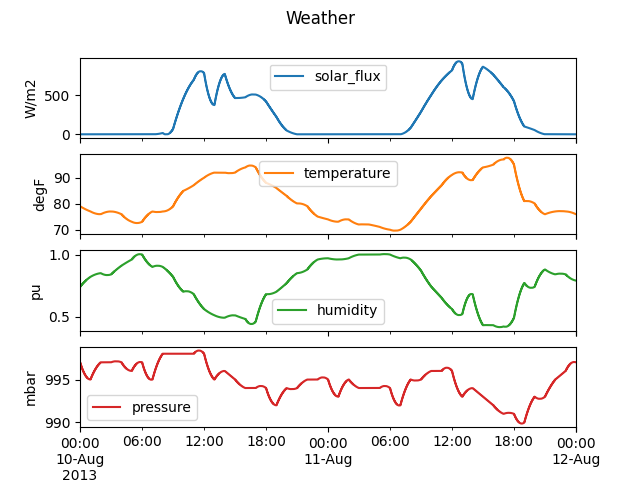 Weather
W/m2
500
0
solar_flux
degF
90
80
70
temperature
pu
1.0
0.5
humidity
mbar
995
990
pressure
00:00 06:00 12:00 18:00 00:00 06:00 12:00 18:00 00:00
10-Aug 11-Aug 12-Aug
2013